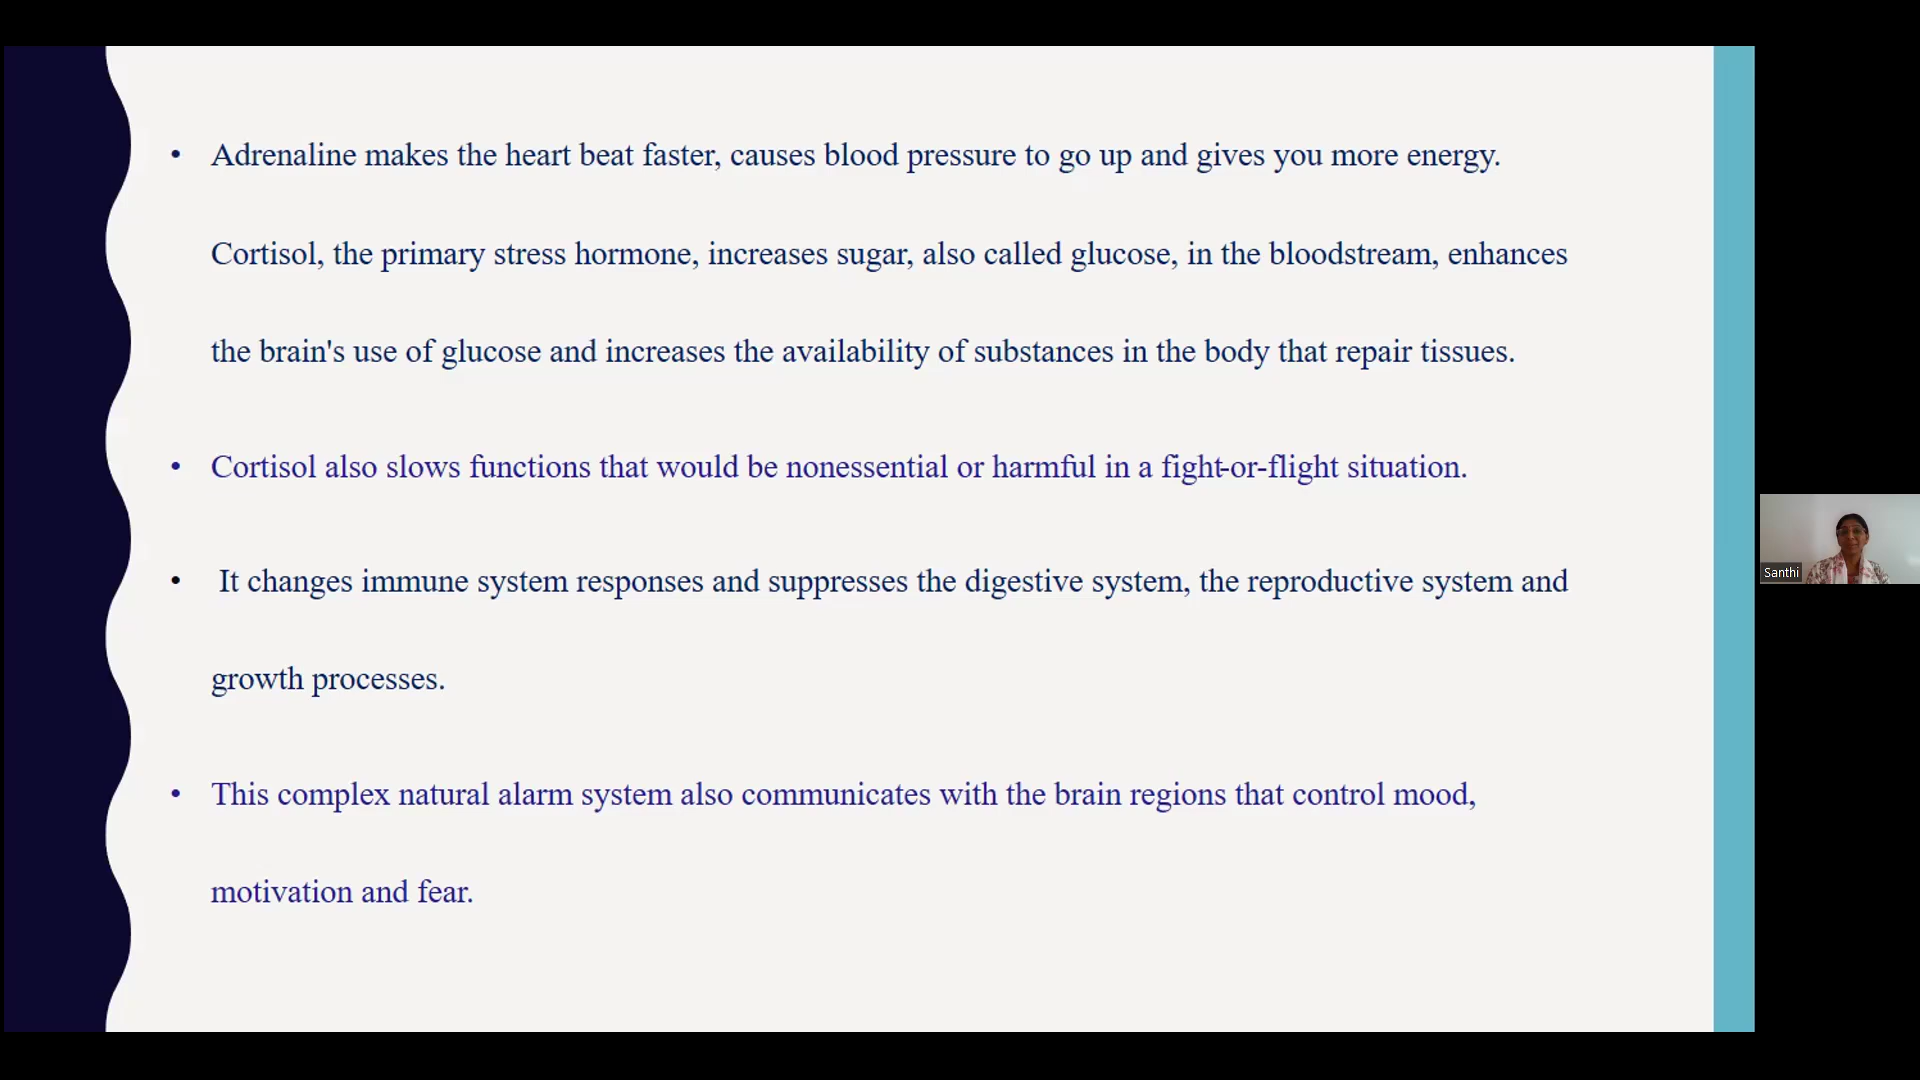 • Adrenaline makes the heart beat faster, causes blood pressure to go up and gives you more energy.
Cortisol, the primary stress hormone, increases sugar, also called glucose, in the bloodstream, enhances
the brain's use of glucose and increases the availability of substances in the body that repair tissues.
• Cortisol also slows functions that would be nonessential or harmful in a fight-or-flight situation.
• It changes immune system responses and suppresses the digestive system, the reproductive system and
growth processes.
• This complex natural alarm system also communicates with the brain regions that control mood,
motivation and fear.
Santhi